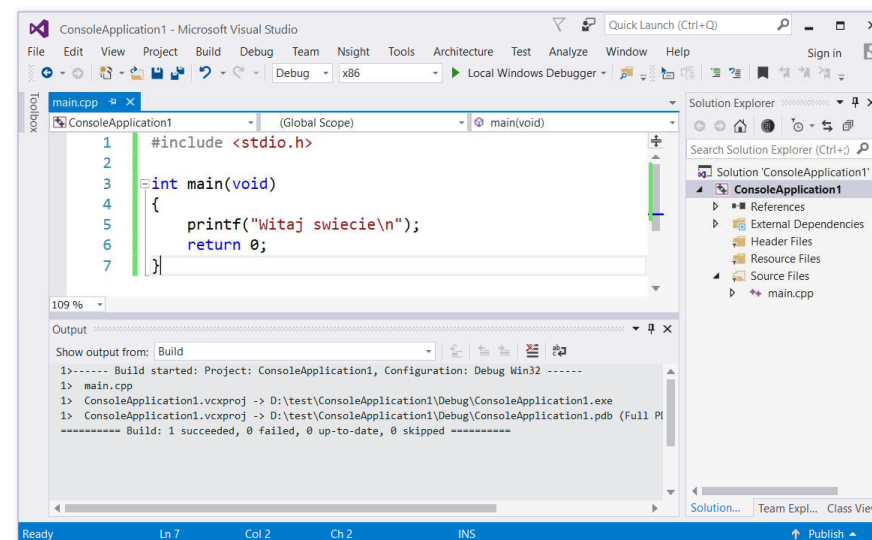 ConsoleApplication1 - Microsoft Visual Studio
Quick Launch (Ctrl+Q)
File Edit View Project Build Debug Team Nsight Tools Architecture Test Analyze Window Help
Sign in
Debug x86 Local Windows Debugger
Toolbox
main.cpp
ConsoleApplication1 (Global Scope) main(void)
1 #include <stdio.h>
2
3 int main(void)
4 {
5 printf("Witaj swiecie\n");
6 return 0;
7 }
109 %
Output
Show output from: Build
1>------ Build started: Project: ConsoleApplication1, Configuration: Debug Win32 ------
1> main.cpp
1> ConsoleApplication1.vcxproj -> D:\test\ConsoleApplication1\Debug\ConsoleApplication1.exe
1> ConsoleApplication1.vcxproj -> D:\test\ConsoleApplication1\Debug\ConsoleApplication1.pdb (Full
========== Build: 1 succeeded, 0 failed, 0 up-to-date, 0 skipped ==========
Solution Explorer
Search Solution Explorer (Ctrl+;)
Solution 'ConsoleApplication1'
ConsoleApplication1
References
External Dependencies
Header Files
Resource Files
Source Files
main.cpp
Solution... Team Expl... Class
Ready Ln 7 Col 2 Ch 2 INS Publish